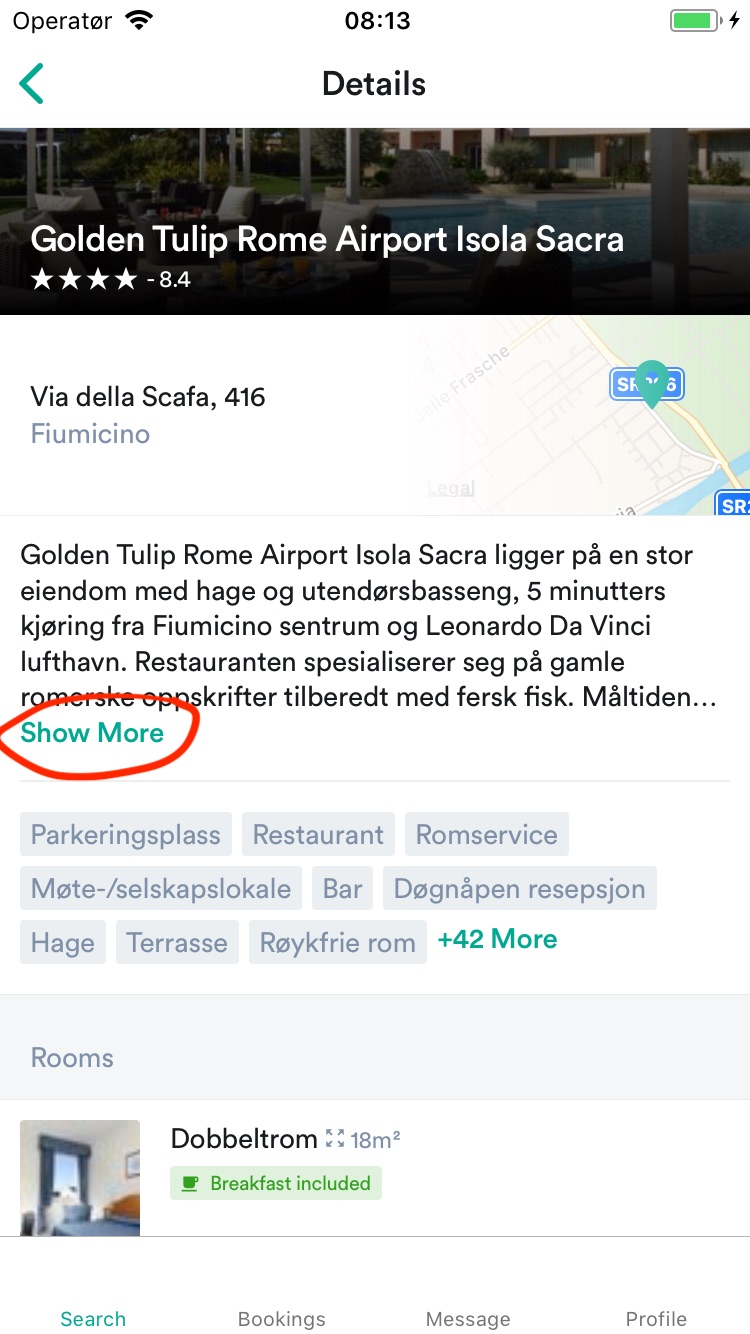 Operatør 08:13
Details
Golden Tulip Rome Airport Isola Sacra
- 8.4
Via della Scafa, 416
Fiumicino
delle Frasche
Legal
Golden Tulip Rome Airport Isola Sacra ligger på en stor
eiendom med hage og utendørsbasseng, 5 minutters
kjøring fra Fiumicino sentrum og Leonardo Da Vinci
lufthavn. Restauranten spesialiserer seg på gamle
romerske oppskrifter tilberedt med fersk fisk. Måltiden...
Show More
Parkeringsplass Restaurant Romservice
Møte-/selskapslokale Bar Døgnåpen resepsjon
Hage Terrasse Røykfrie rom +42 More
Rooms
Dobbeltrom 18m²
Breakfast included
Search Bookings Message Profile